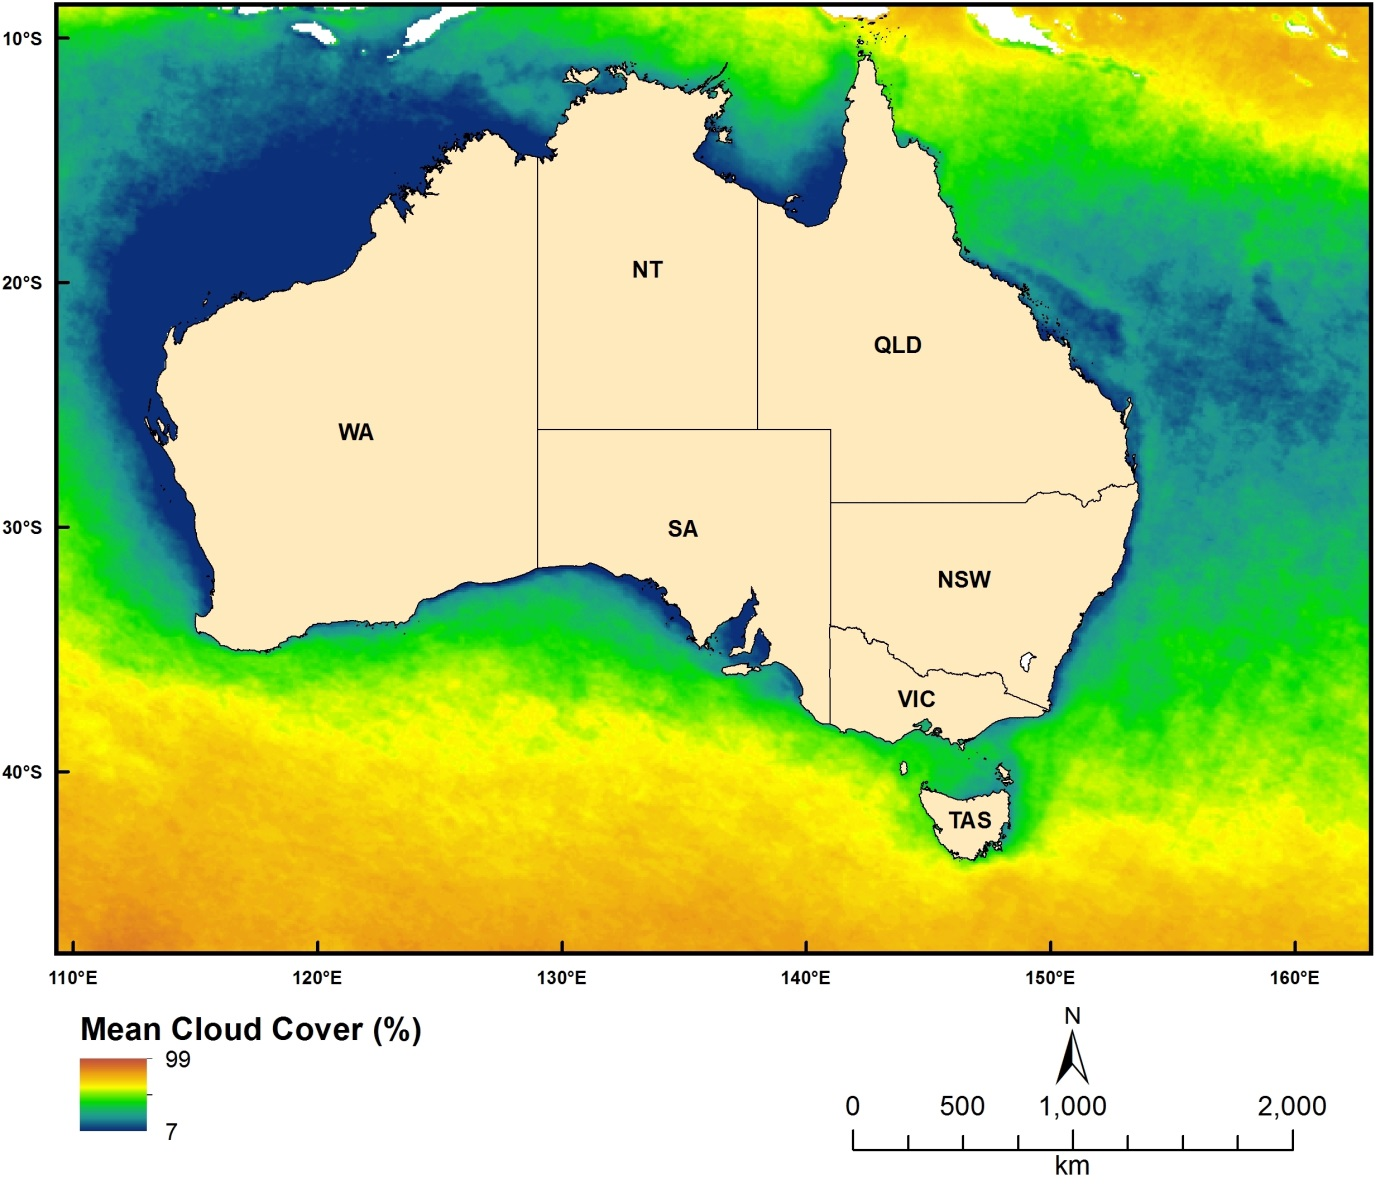 10°S
20°S
30°S
40°S
NT
QLD
WA
SA
NSW
VIC
TAS
110°E 120°E 130°E 140°E 150°E 160°E
Mean Cloud Cover (%)
99
7
N
0 500 1,000 2,000
km